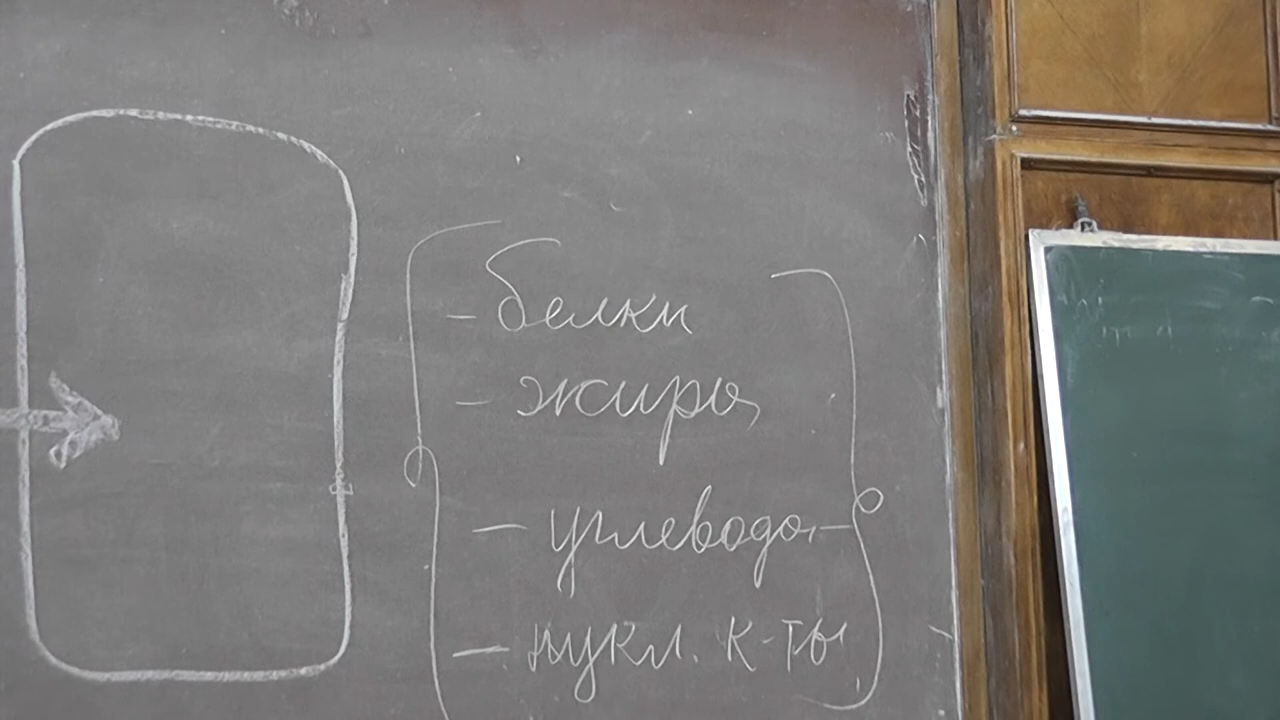 - белки
- жиры
- углеводы
- нукл. к-ты